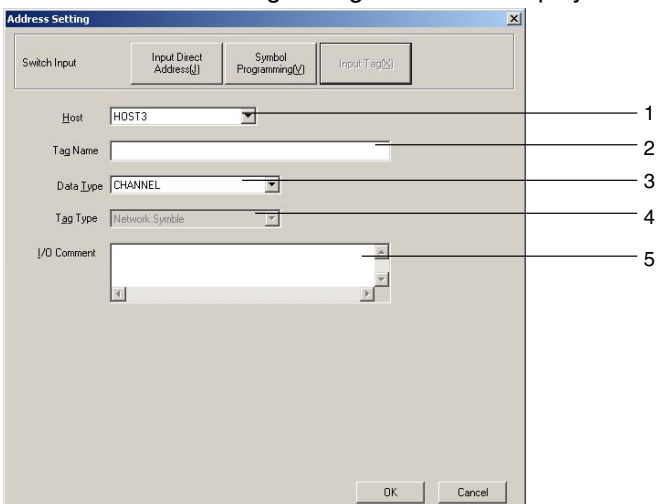 Address Setting
Switch Input
Input Direct
Address(J)
Symbol
Programming(V)
Input Tag(X)
Host HOST3 1
Tag Name 2
Data Type CHANNEL 3
Tag Type Network Symble 4
I/O Comment 5
OK Cancel